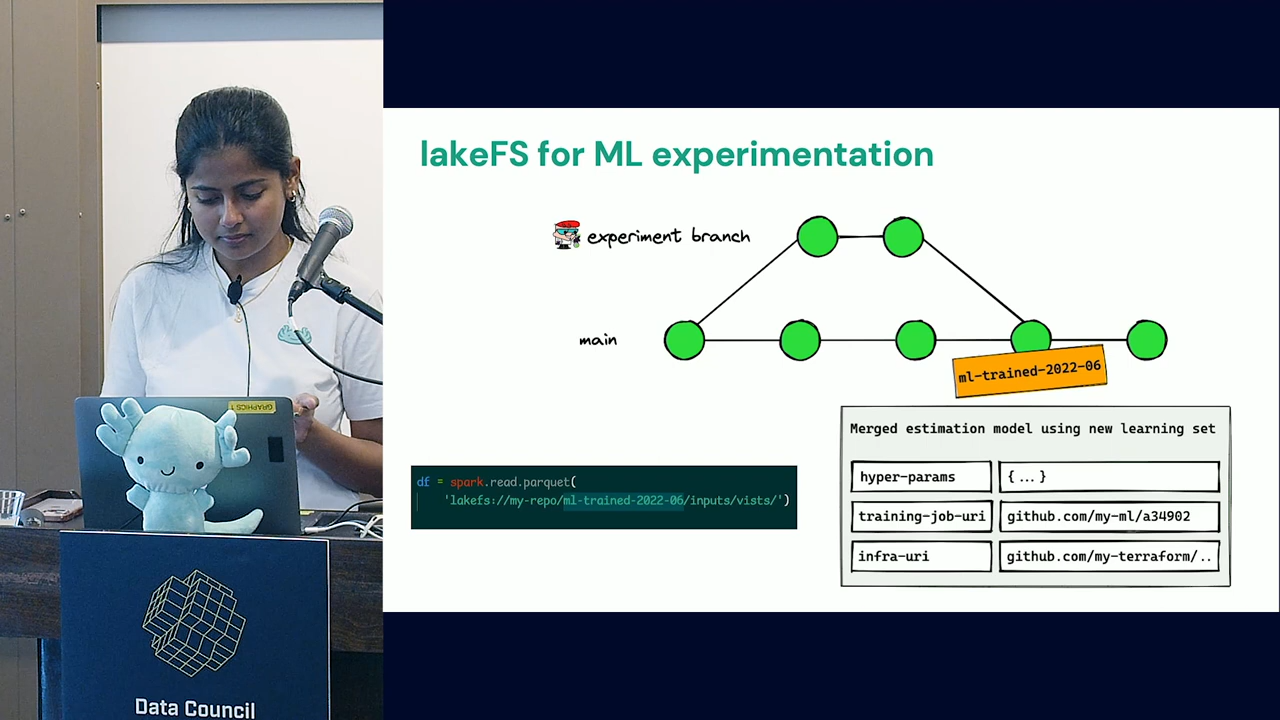 lakeFS for ML experimentation
experiment branch
main
ml-trained-2022-06
Merged estimation model using new learning set
hyper-params {...}
training-job-uri github.com/my-ml/a34902
infra-uri github.com/my-terraform/..
df = spark.read.parquet(
'lakefs://my-repo/ml-trained-2022-06/inputs/vists/')
GRAPHICS 1
Data Council